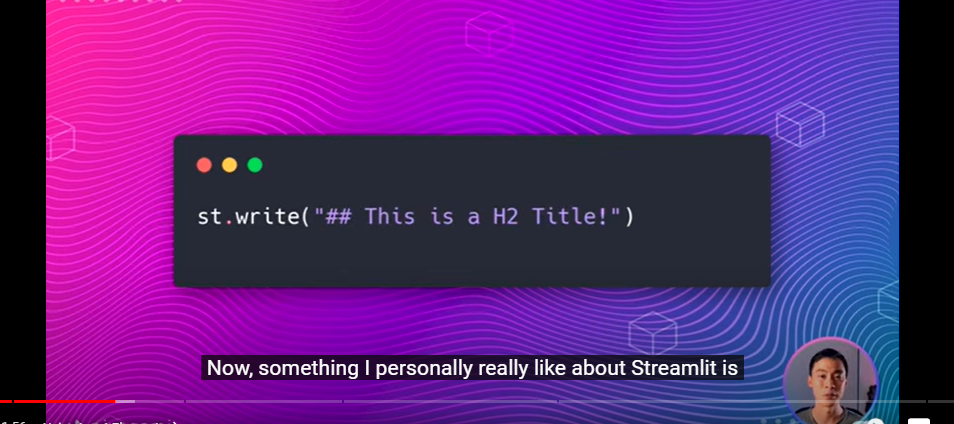 st.write("## This is a H2 Title!")
Now, something I personally really like about Streamlit is